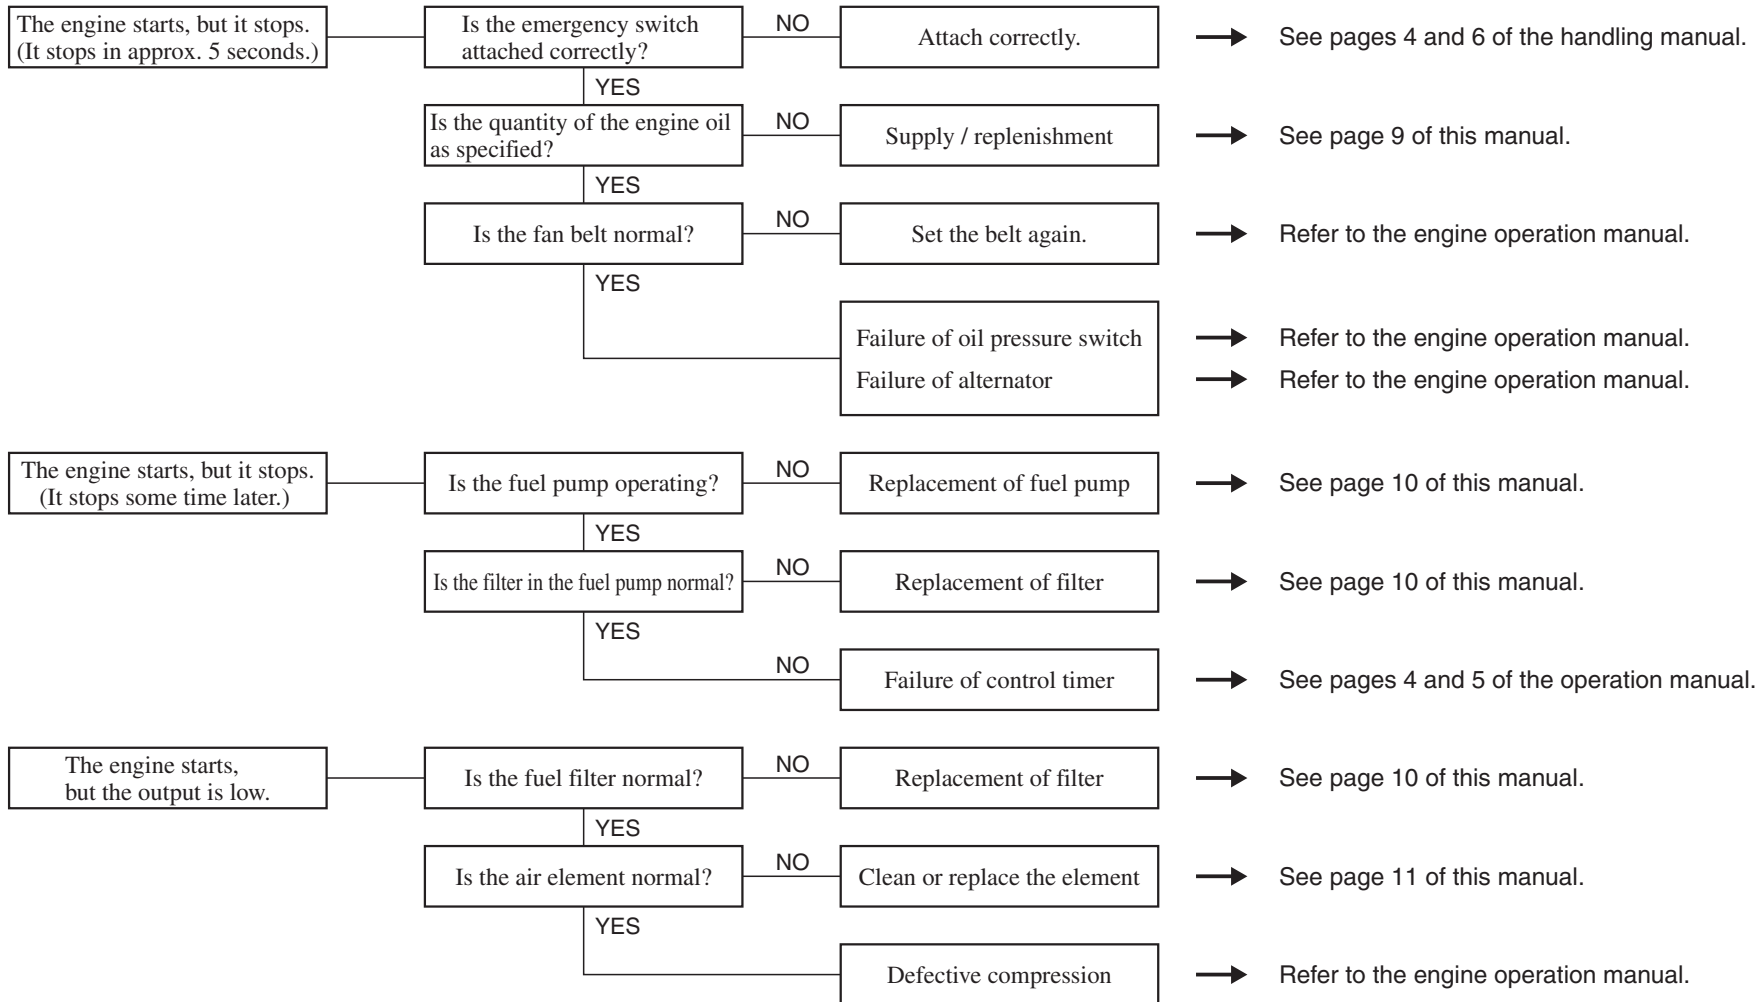 The engine starts, but it stops.
(It stops in approx. 5 seconds.)
Is the emergency switch
attached correctly?
NO
Attach correctly.
See pages 4 and 6 of the handling manual.
YES
Is the quantity of the engine oil
as specified?
NO
Supply / replenishment
See page 9 of this manual.
YES
Is the fan belt normal?
NO
Set the belt again.
Refer to the engine operation manual.
YES
Failure of oil pressure switch
Refer to the engine operation manual.
Failure of alternator
Refer to the engine operation manual.
The engine starts, but it stops.
(It stops some time later.)
Is the fuel pump operating?
NO
Replacement of fuel pump
See page 10 of this manual.
YES
Is the filter in the fuel pump normal?
NO
Replacement of filter
See page 10 of this manual.
YES
NO
Failure of control timer
See pages 4 and 5 of the operation manual.
The engine starts,
but the output is low.
Is the fuel filter normal?
NO
Replacement of filter
See page 10 of this manual.
YES
Is the air element normal?
NO
Clean or replace the element
See page 11 of this manual.
YES
Defective compression
Refer to the engine operation manual.